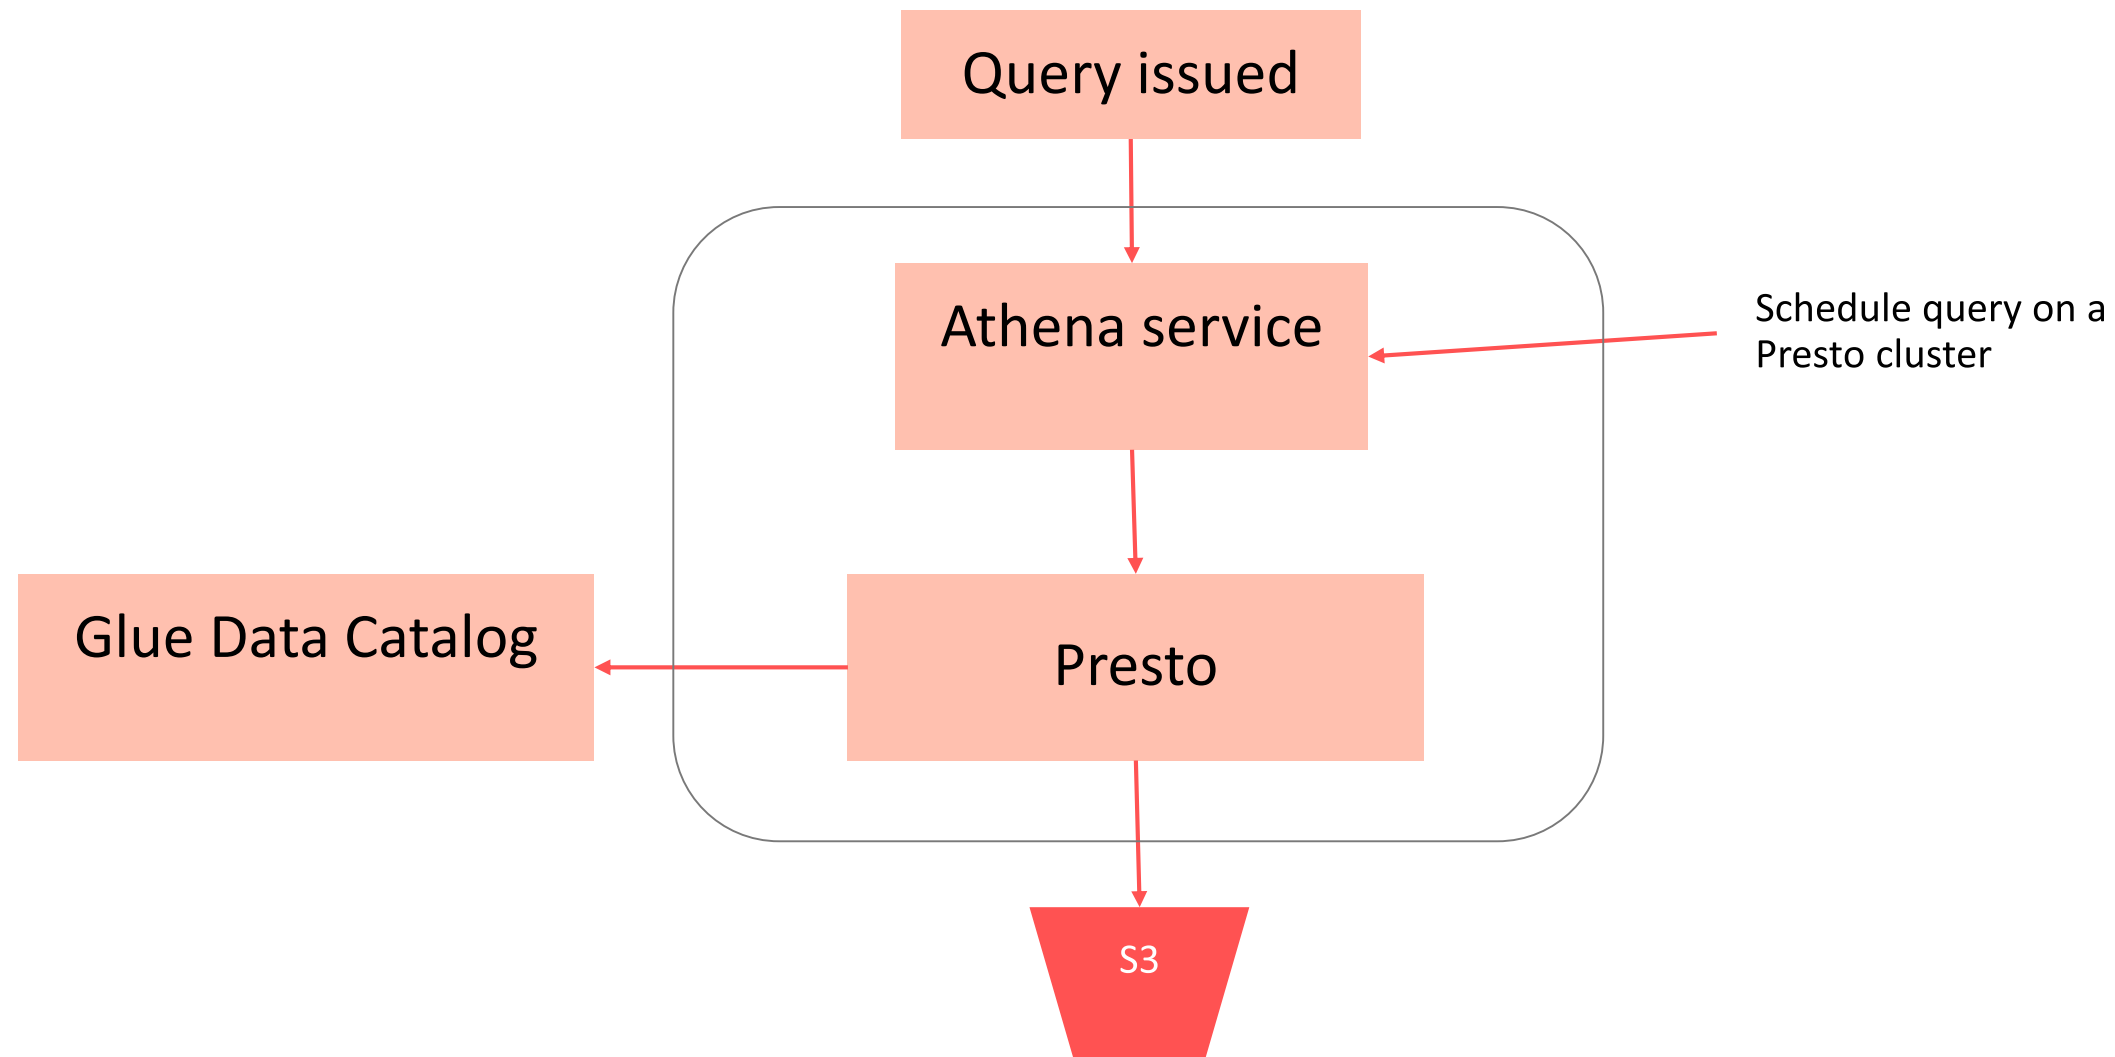 Query issued
Athena service
Schedule query on a
Presto cluster
Glue Data Catalog
Presto
S3